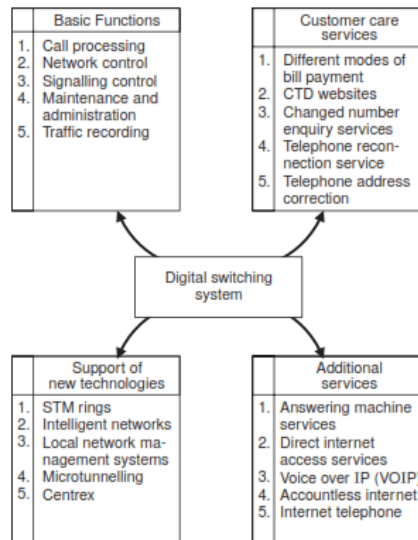 Basic Functions
1. Call processing
2. Network control
3. Signalling control
4. Maintenance and
administration
5. Traffic recording
Customer care
services
1. Different modes of
bill payment
2. CTD websites
3. Changed number
enquiry services
4. Telephone recon-
nection service
5. Telephone address
correction
Digital switching
system
Support of
new technologies
1. STM rings
2. Intelligent networks
3. Local network ma-
nagement systems
4. Microtunnelling
5. Centrex
Additional
services
1. Answering machine
services
2. Direct internet
access services
3. Voice over IP (VOIP)
4. Accountless internet
5. Internet telephone